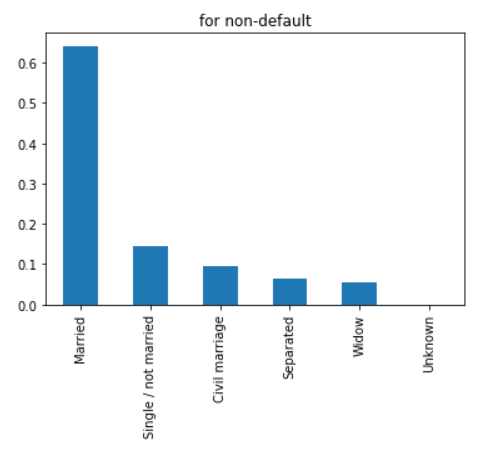 for non-default
0.6
0.5
0.4
0.3
0.2
0.1
0.0
Married
Single / not married
Civil marriage
Separated
Widow
Unknown